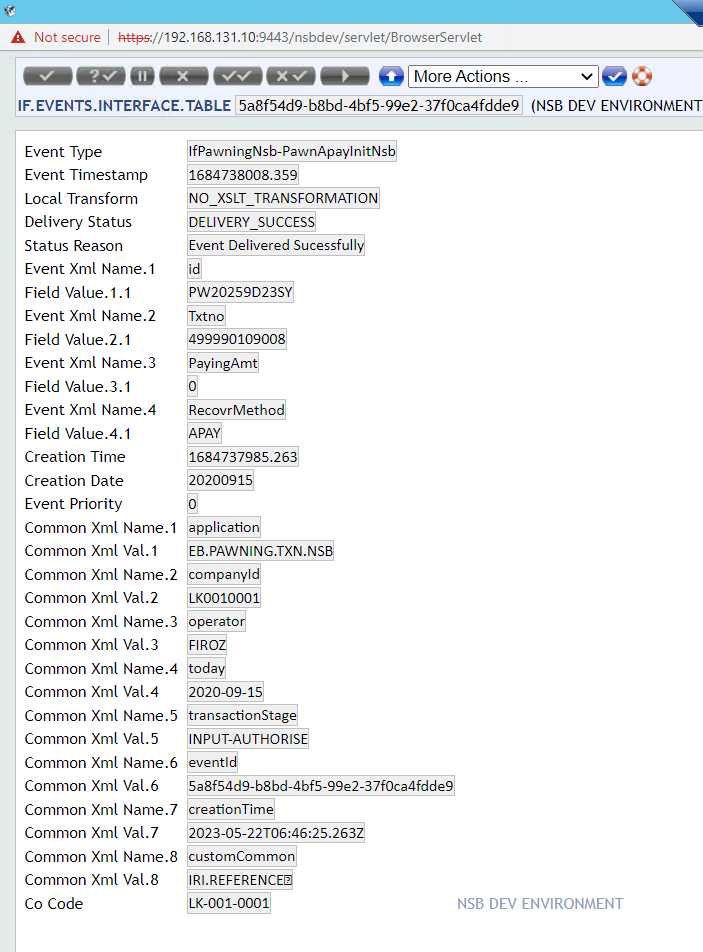 Not secure | https://192.168.131.10:9443/nsbdev/servlet/BrowserServlet
More Actions ...
IF.EVENTS.INTERFACE.TABLE 5a8f54d9-b8bd-4bf5-99e2-37f0ca4fdde9 (NSB DEV ENVIRONMENT
Event Type IfPawningNsb-PawnApayInitNsb
Event Timestamp 1684738008.359
Local Transform NO_XSLT_TRANSFORMATION
Delivery Status DELIVERY_SUCCESS
Status Reason Event Delivered Sucessfully
Event Xml Name.1 id
Field Value.1.1 PW20259D23SY
Event Xml Name.2 Txtno
Field Value.2.1 499990109008
Event Xml Name.3 PayingAmt
Field Value.3.1 0
Event Xml Name.4 RecovrMethod
Field Value.4.1 APAY
Creation Time 1684737985.263
Creation Date 20200915
Event Priority 0
Common Xml Name.1 application
Common Xml Val.1 EB.PAWNING.TXN.NSB
Common Xml Name.2 companyId
Common Xml Val.2 LK0010001
Common Xml Name.3 operator
Common Xml Val.3 FIROZ
Common Xml Name.4 today
Common Xml Val.4 2020-09-15
Common Xml Name.5 transactionStage
Common Xml Val.5 INPUT-AUTHORISE
Common Xml Name.6 eventId
Common Xml Val.6 5a8f54d9-b8bd-4bf5-99e2-37f0ca4fdde9
Common Xml Name.7 creationTime
Common Xml Val.7 2023-05-22T06:46:25.263Z
Common Xml Name.8 customCommon
Common Xml Val.8 IRI.REFERENCE
Co Code LK-001-0001 NSB DEV ENVIRONMENT